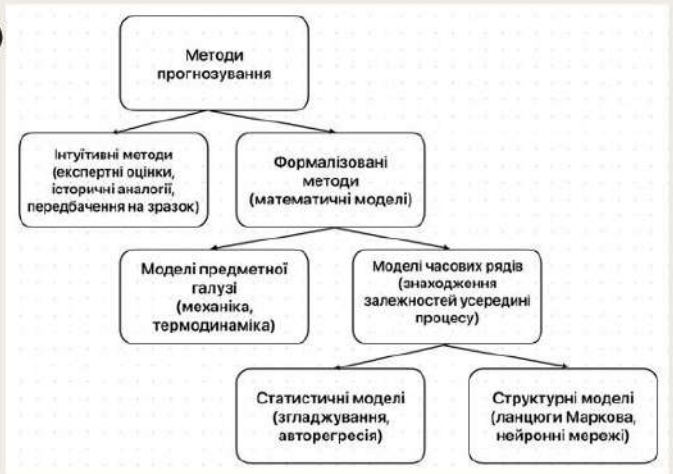 Методи
прогнозування
Інтуїтивні методи
(експертні оцінки,
історичні аналогії,
передбачення на зразок)
Формалізовані
методи
(математичні моделі)
Моделі предметної
галузі
(механіка,
термодинаміка)
Моделі часових рядів
(знаходження
залежностей усередині
процесу)
Статистичні моделі
(згладжування,
авторегресія)
Структурні моделі
(ланцюги Маркова,
нейронні мережі)